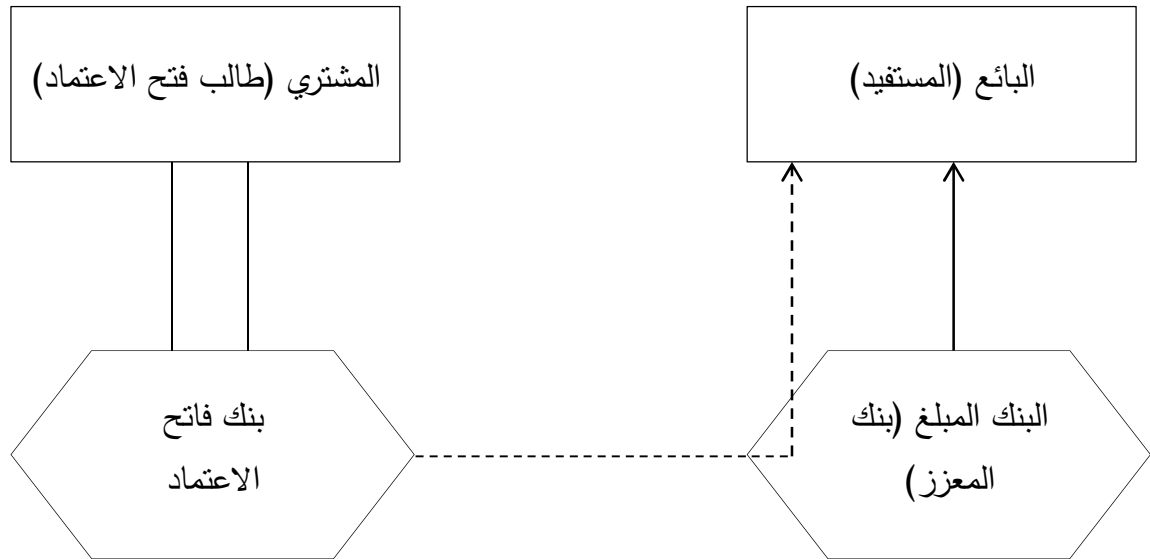 البائع (المستفيد)
المشتري (طالب فتح الاعتماد)
البنك المبلغ (بنك
المعزز)
بنك فاتح
الاعتماد